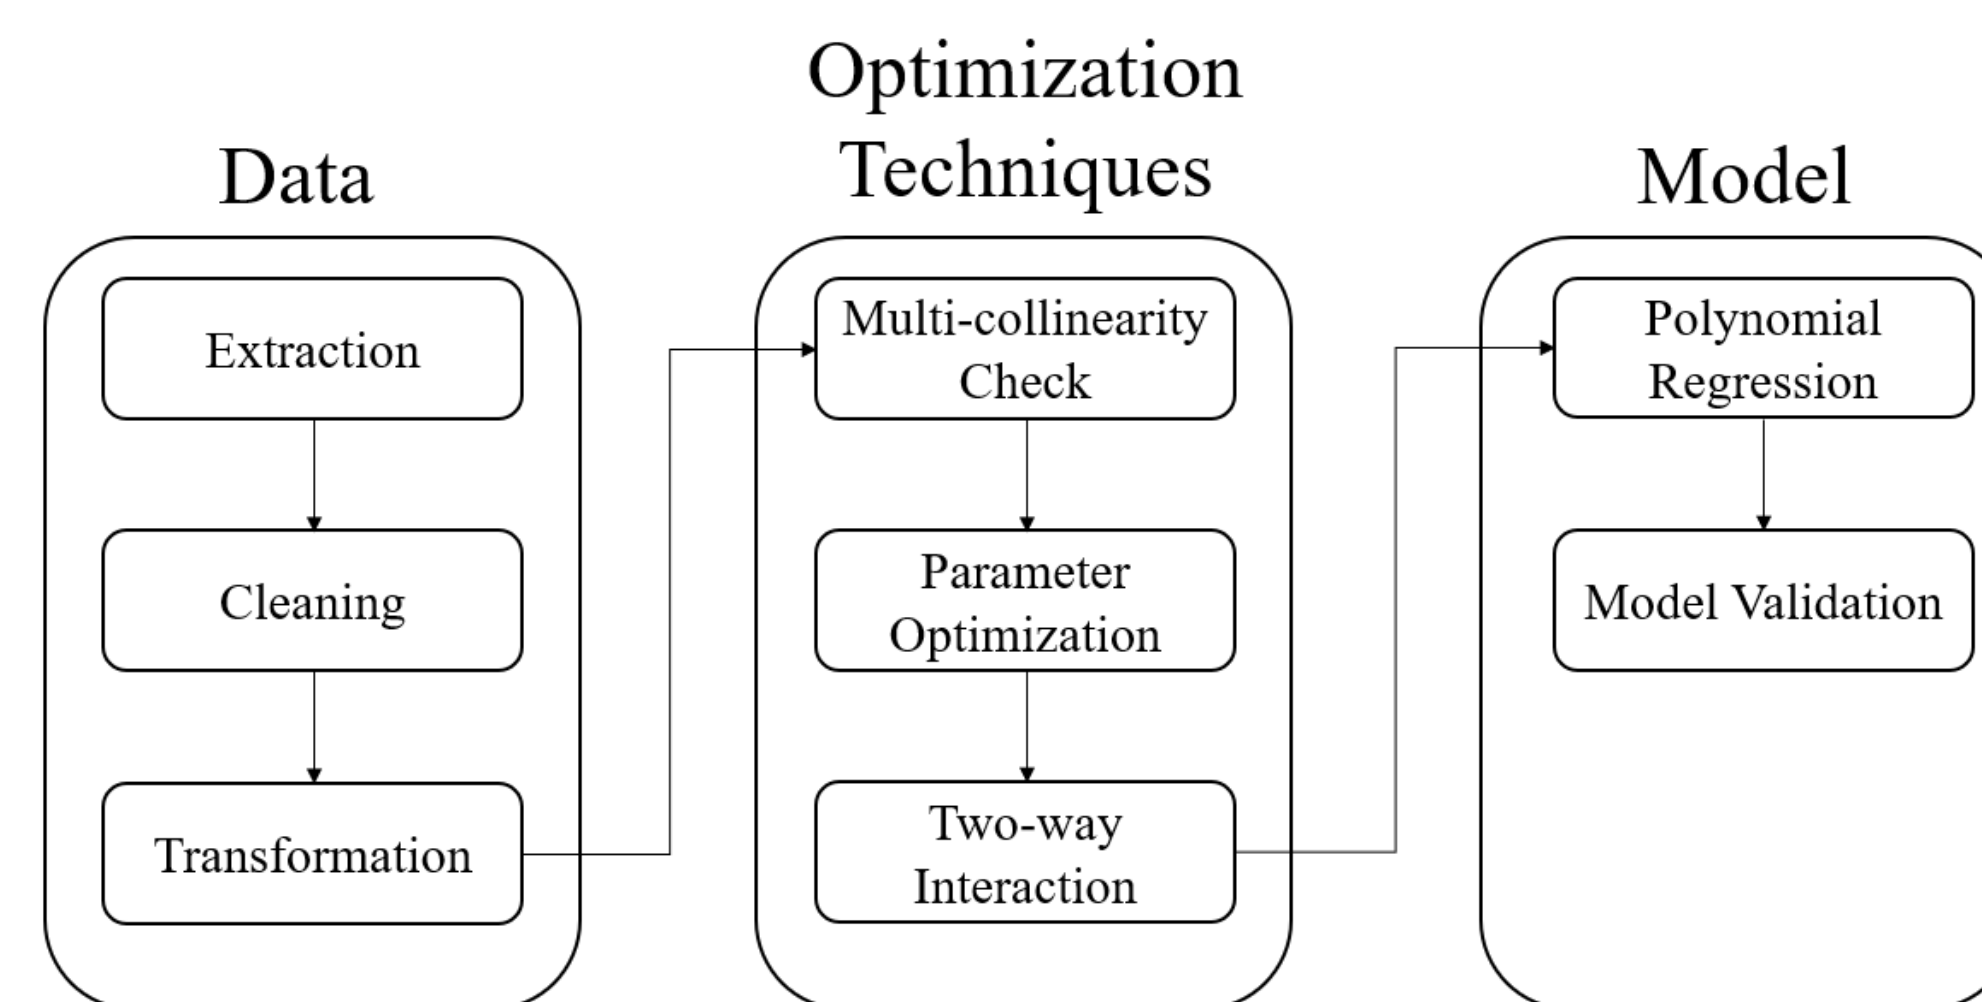 Data
Extraction
Cleaning
Transformation
Optimization
Techniques
Multi-collinearity
Check
Parameter
Optimization
Two-way
Interaction
Model
Polynomial
Regression
Model Validation